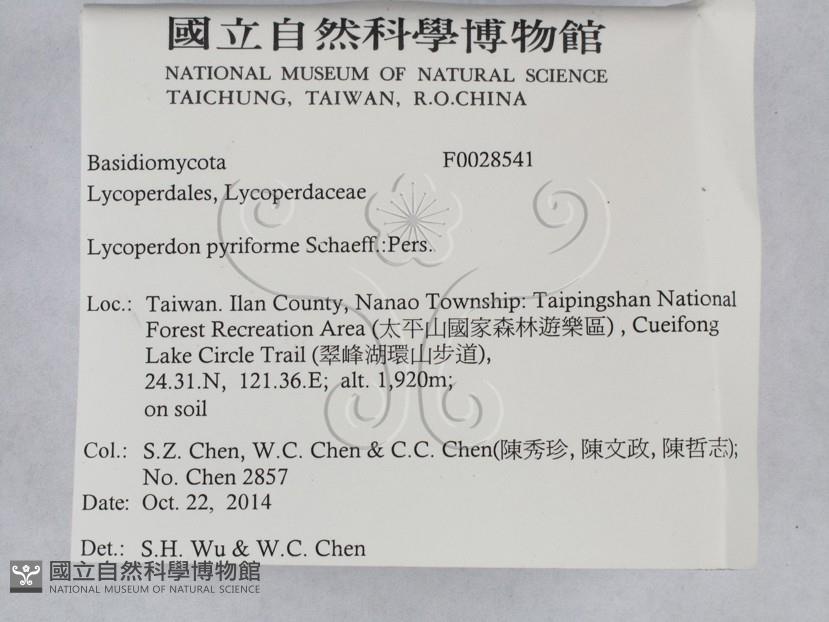 國立自然科學博物館
NATIONAL MUSEUM OF NATURAL SCIENCE
TAICHUNG, TAIWAN, R.O.CHINA
Basidiomycota F0028541
Lycoperdales, Lycoperdaceae
Lycoperdon pyriforme Schaeff.:Pers.
Loc.: Taiwan. Ilan County, Nanao Township: Taipingshan National
Forest Recreation Area (太平山國家森林遊樂區) , Cueifong
Lake Circle Trail (翠峰湖環山步道),
24.31.N, 121.36.E; alt. 1,920m;
on soil
Col.: S.Z. Chen, W.C. Chen & C.C. Chen(陳秀珍, 陳文政, 陳哲志);
No. Chen 2857
Date: Oct. 22, 2014
Det.: S.H. Wu & W.C. Chen
國立自然科學博物館
NATIONAL MUSEUM OF NATURAL SCIENCE